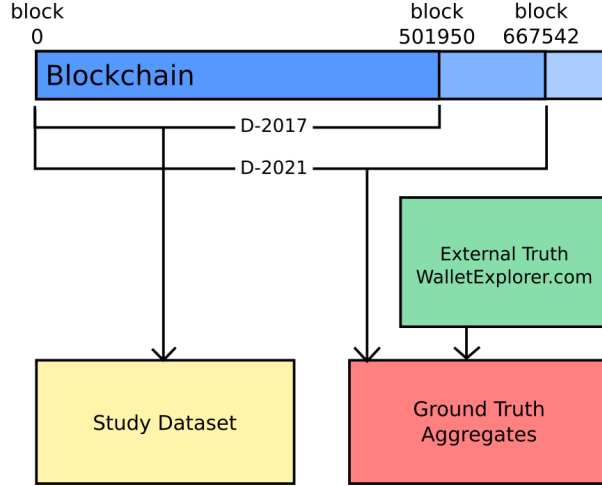 block
0
block
501950
block
667542
Blockchain
D-2017
D-2021
External Truth
WalletExplorer.com
Study Dataset
Ground Truth
Aggregates